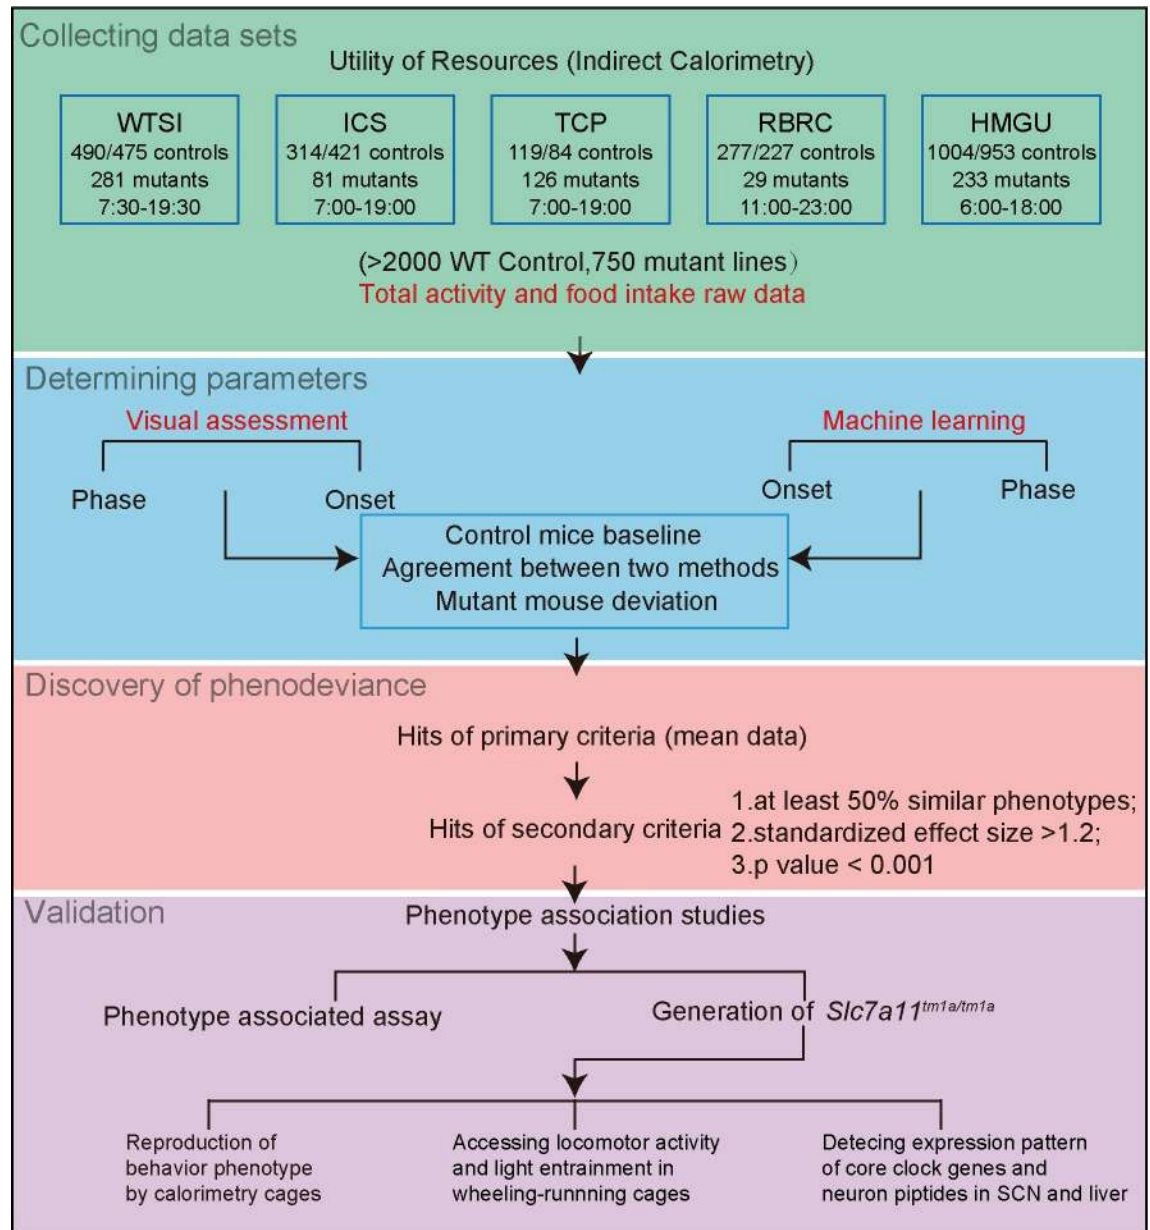 Collecting data sets
Utility of Resources (Indirect Calorimetry)
WTSI
490/475 controls
281 mutants
7:30-19:30
ICS
314/421 controls
81 mutants
7:00-19:00
TCP
119/84 controls
126 mutants
7:00-19:00
RBRC
277/227 controls
29 mutants
11:00-23:00
HMGU
1004/953 controls
233 mutants
6:00-18:00
(>2000 WT Control,750 mutant lines）
Total activity and food intake raw data
Determining parameters
Visual assessment
Phase
Onset
Machine learning
Onset
Phase
Control mice baseline
Agreement between two methods
Mutant mouse deviation
Discovery of phenodeviance
Hits of primary criteria (mean data)
Hits of secondary criteria
1.at least 50% similar phenotypes;
2.standardized effect size >1.2;
3.p value < 0.001
Validation
Phenotype association studies
Phenotype associated assay
Generation of Slc7a11tm1a/tm1a
Reproduction of
behavior phenotype
by calorimetry cages
Accessing locomotor activity
and light entrainment in
wheeling-runnning cages
Detecing expression pattern
of core clock genes and
neuron piptides in SCN and liver